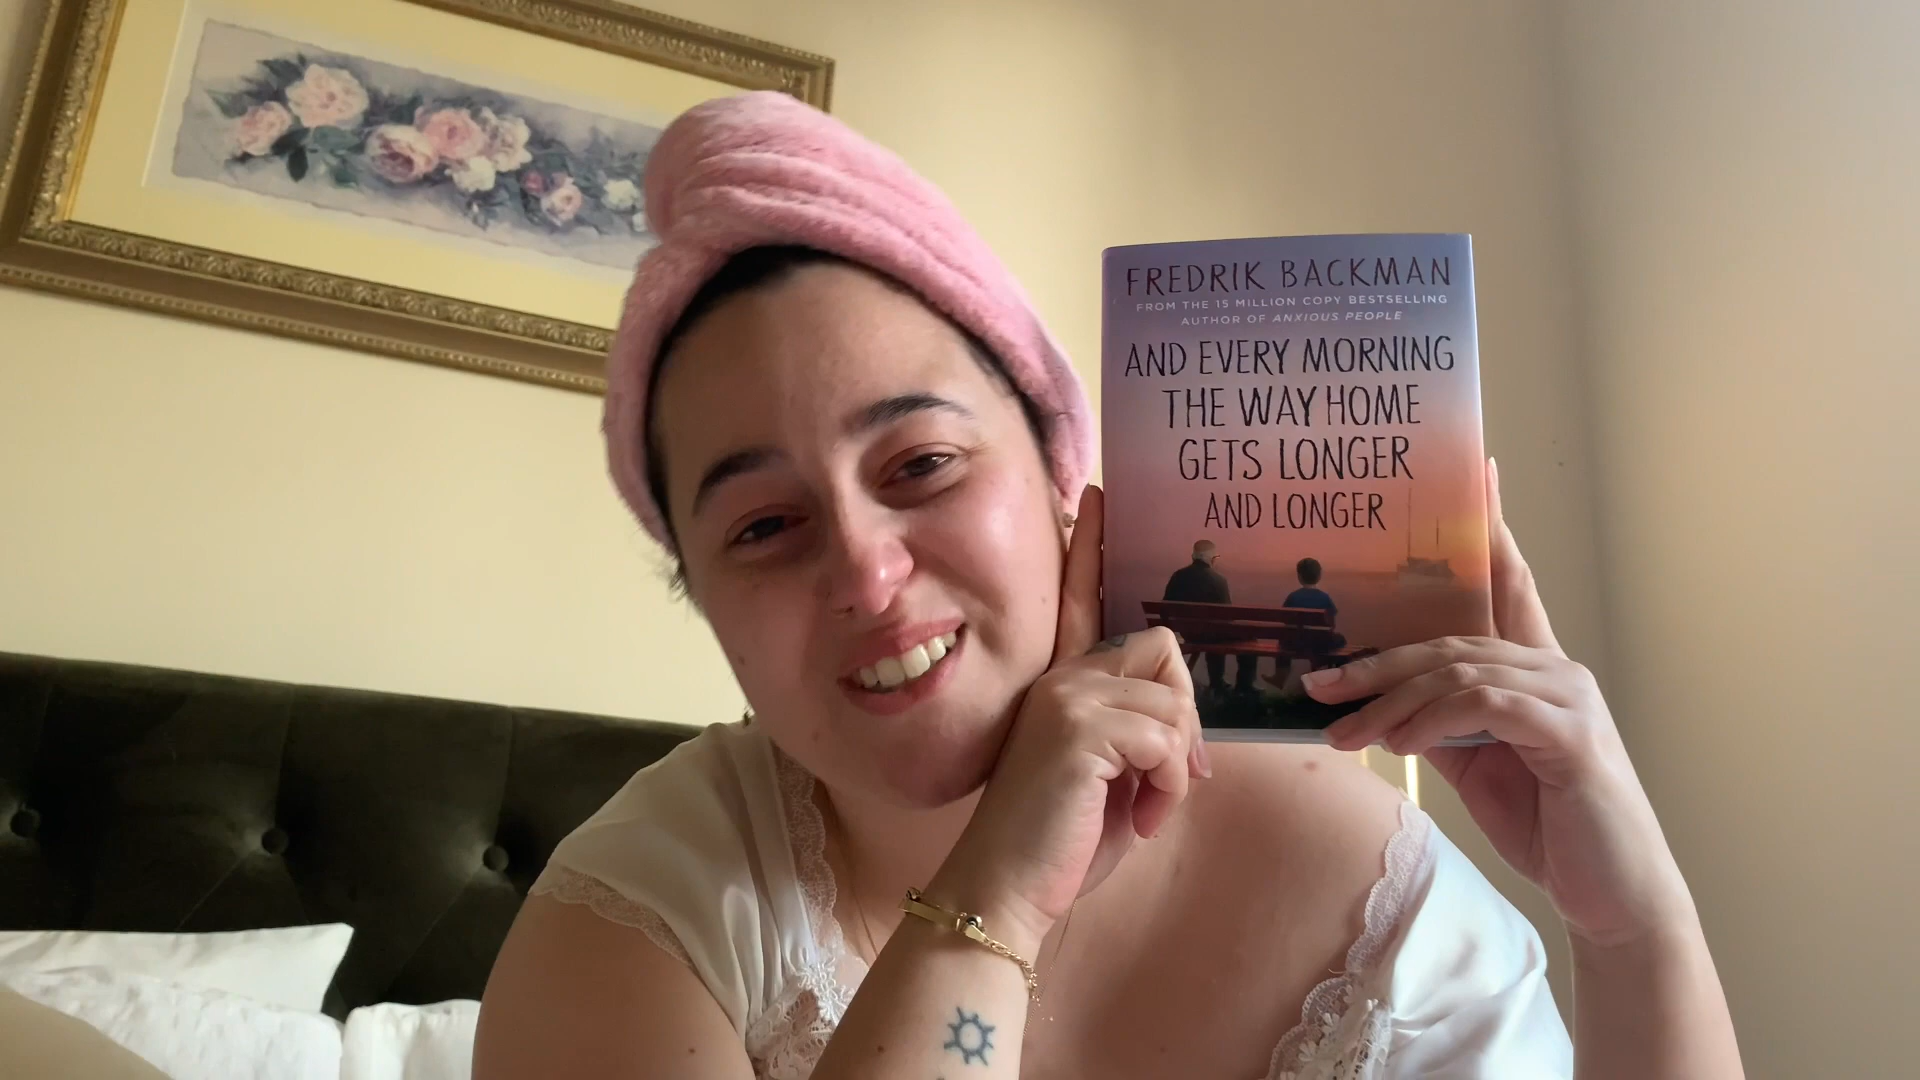 FREDRIK BACKMAN
FROM THE 15 MILLION COPY BESTSELLING
AUTHOR OF ANXIOUS PEOPLE
AND EVERY MORNING
THE WAY HOME
GETS LONGER
AND LONGER